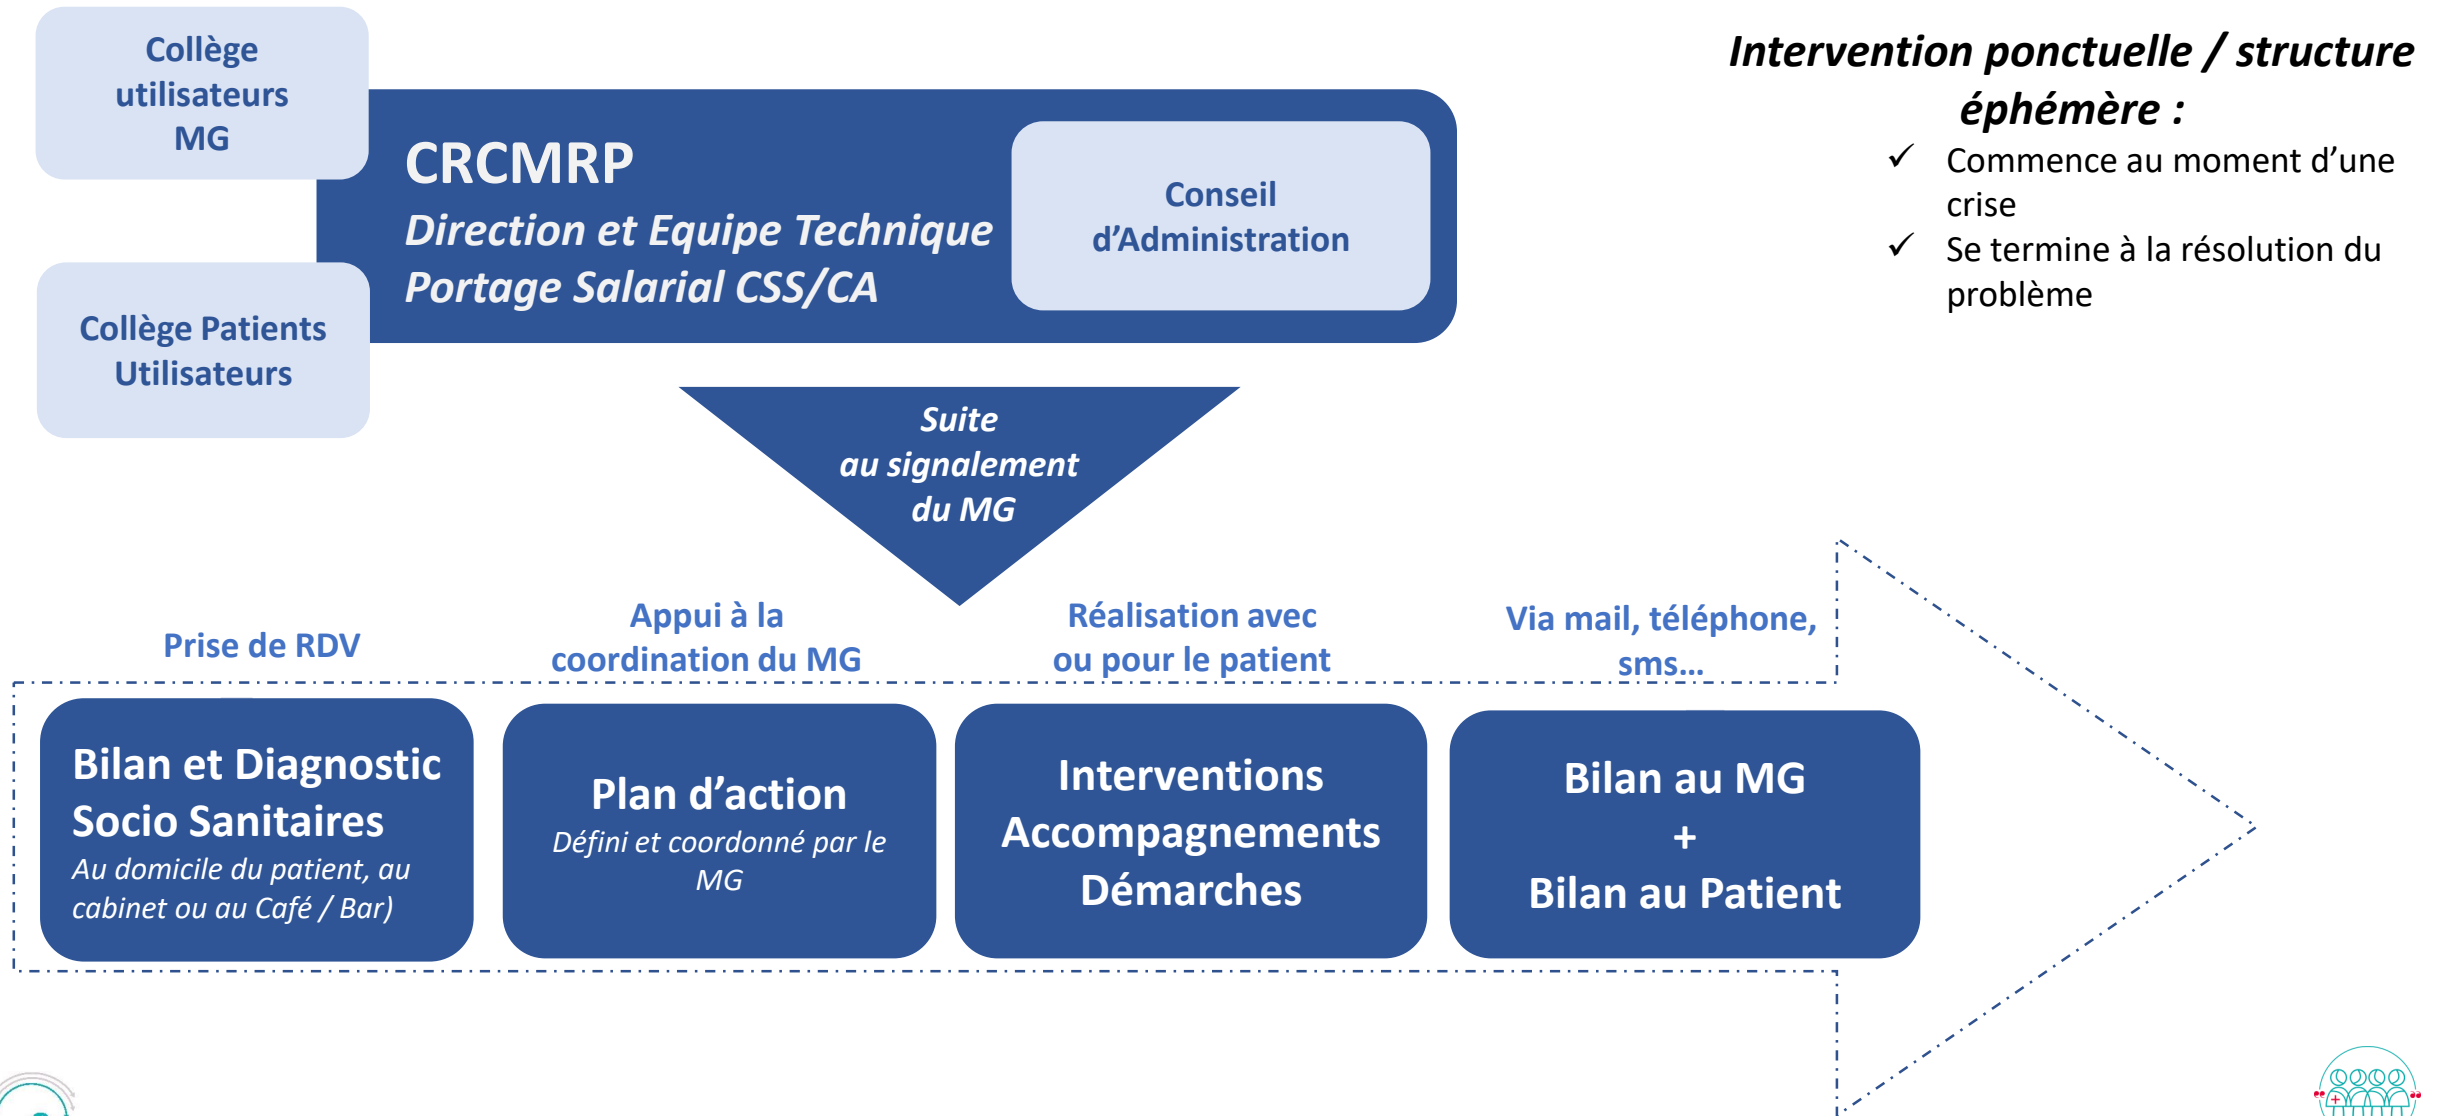 Collège
utilisateurs
MG
CRCMRP
Direction et Equipe Technique
Portage Salarial CSS/CA
Conseil
d’Administration
Collège Patients
Utilisateurs
Intervention ponctuelle / structure
éphémère :
✓ Commence au moment d’une
crise
✓ Se termine à la résolution du
problème
Suite
au signalement
du MG
Prise de RDV
Appui à la
coordination du MG
Réalisation avec
ou pour le patient
Via mail, téléphone,
sms…
Bilan et Diagnostic
Socio Sanitaires
Au domicile du patient, au
cabinet ou au Café / Bar)
Plan d’action
Défini et coordonné par le
MG
Interventions
Accompagnements
Démarches
Bilan au MG
+
Bilan au Patient